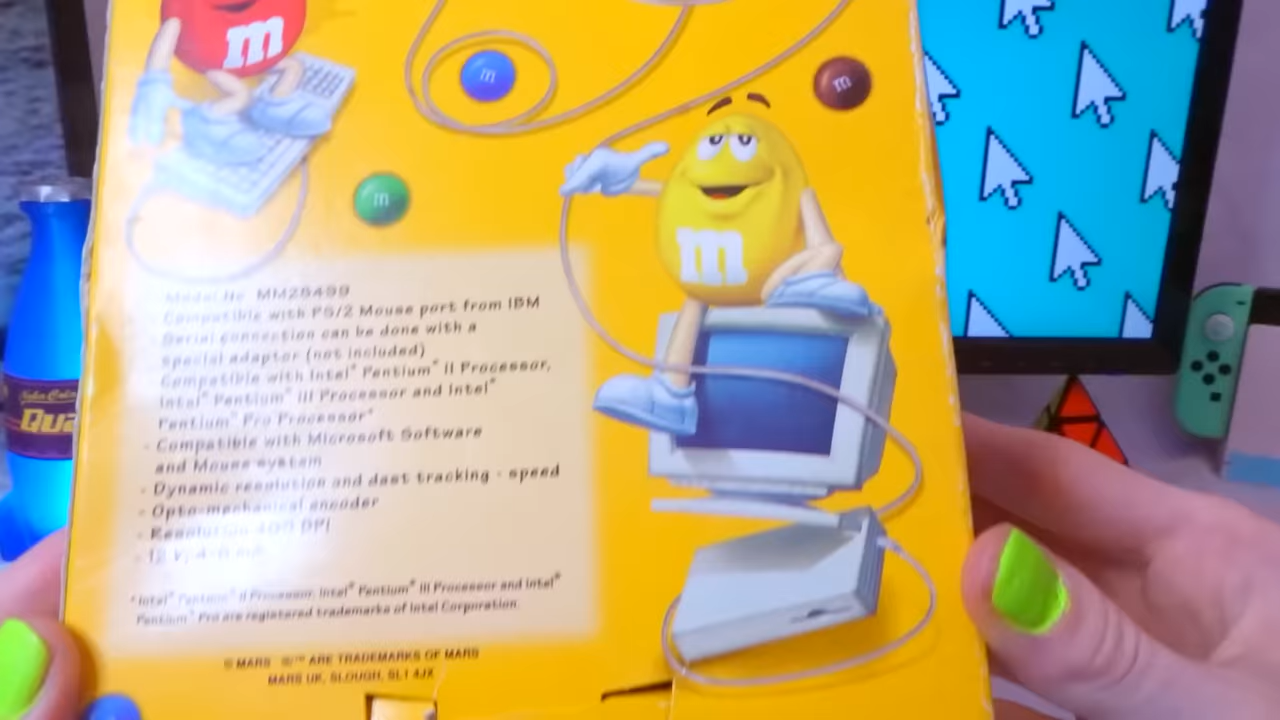 m
m
m
m
m
Model No MM28499
- Compatible with PS/2 Mouse port from IBM
- Serial connection can be done with a
special adaptor (not included)
Compatible with Intel® Pentium® II Processor,
Intel® Pentium® III Processor and Intel®
Pentium® Pro Processor*
- Compatible with Microsoft Software
and Mouse system
- Dynamic resolution and dast tracking - speed
- Opto-mechanical encoder
- Resolution 400 DPI
- 12 V,
* Intel® Pentium® II Processor, Intel® Pentium® III Processor and Intel®
Pentium® Pro are registered trademarks of Intel Corporation.
© MARS ®™ ARE TRADEMARKS OF MARS
MARS UK, SLOUGH, SL1 4JX
Qua